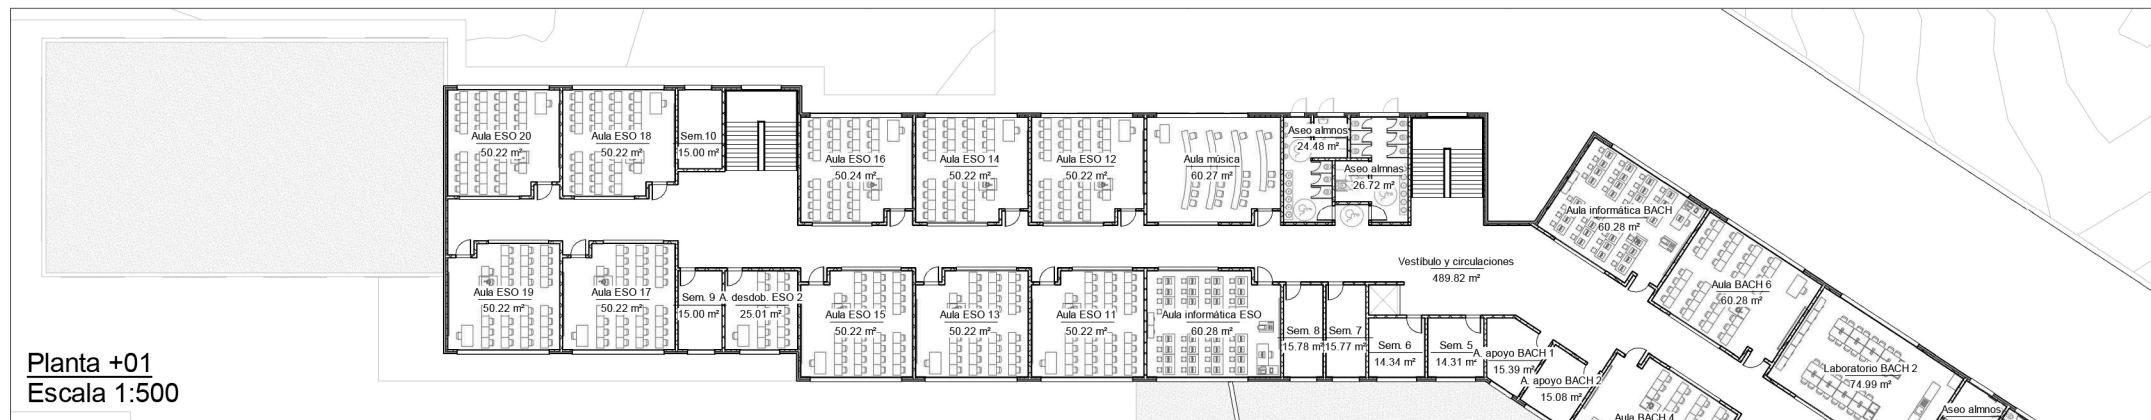 Aula ESO 20
50.22 m²
Aula ESO 18
50.22 m²
Sem.10
15.00 m²
Aula ESO 16
50.24 m²
Aula ESO 14
50.22 m²
Aula ESO 12
50.22 m²
Aula música
60.27 m²
Aseo almnos
24.48 m²
Aseo almnas
26.72 m²
Aula informática BACH
60.28 m²
Aula BACH 6
60.28 m²
Vestíbulo y circulaciones
489.82 m²
Aula ESO 19
50.22 m²
Aula ESO 17
50.22 m²
Sem. 9
15.00 m²
A. desdob. ESO 2
25.01 m²
Aula ESO 15
50.22 m²
Aula ESO 13
50.22 m²
Aula ESO 11
50.22 m²
Aula informática ESO
60.28 m²
Sem. 8
15.78 m²
Sem. 7
15.77 m²
Sem. 6
14.34 m²
Sem. 5
14.31 m²
A. apoyo BACH 1
15.39 m²
A. apoyo BACH 2
15.08 m²
Laboratorio BACH 2
74.99 m²
Aseo almnos
Aula BACH 4
Planta +01
Escala 1:500